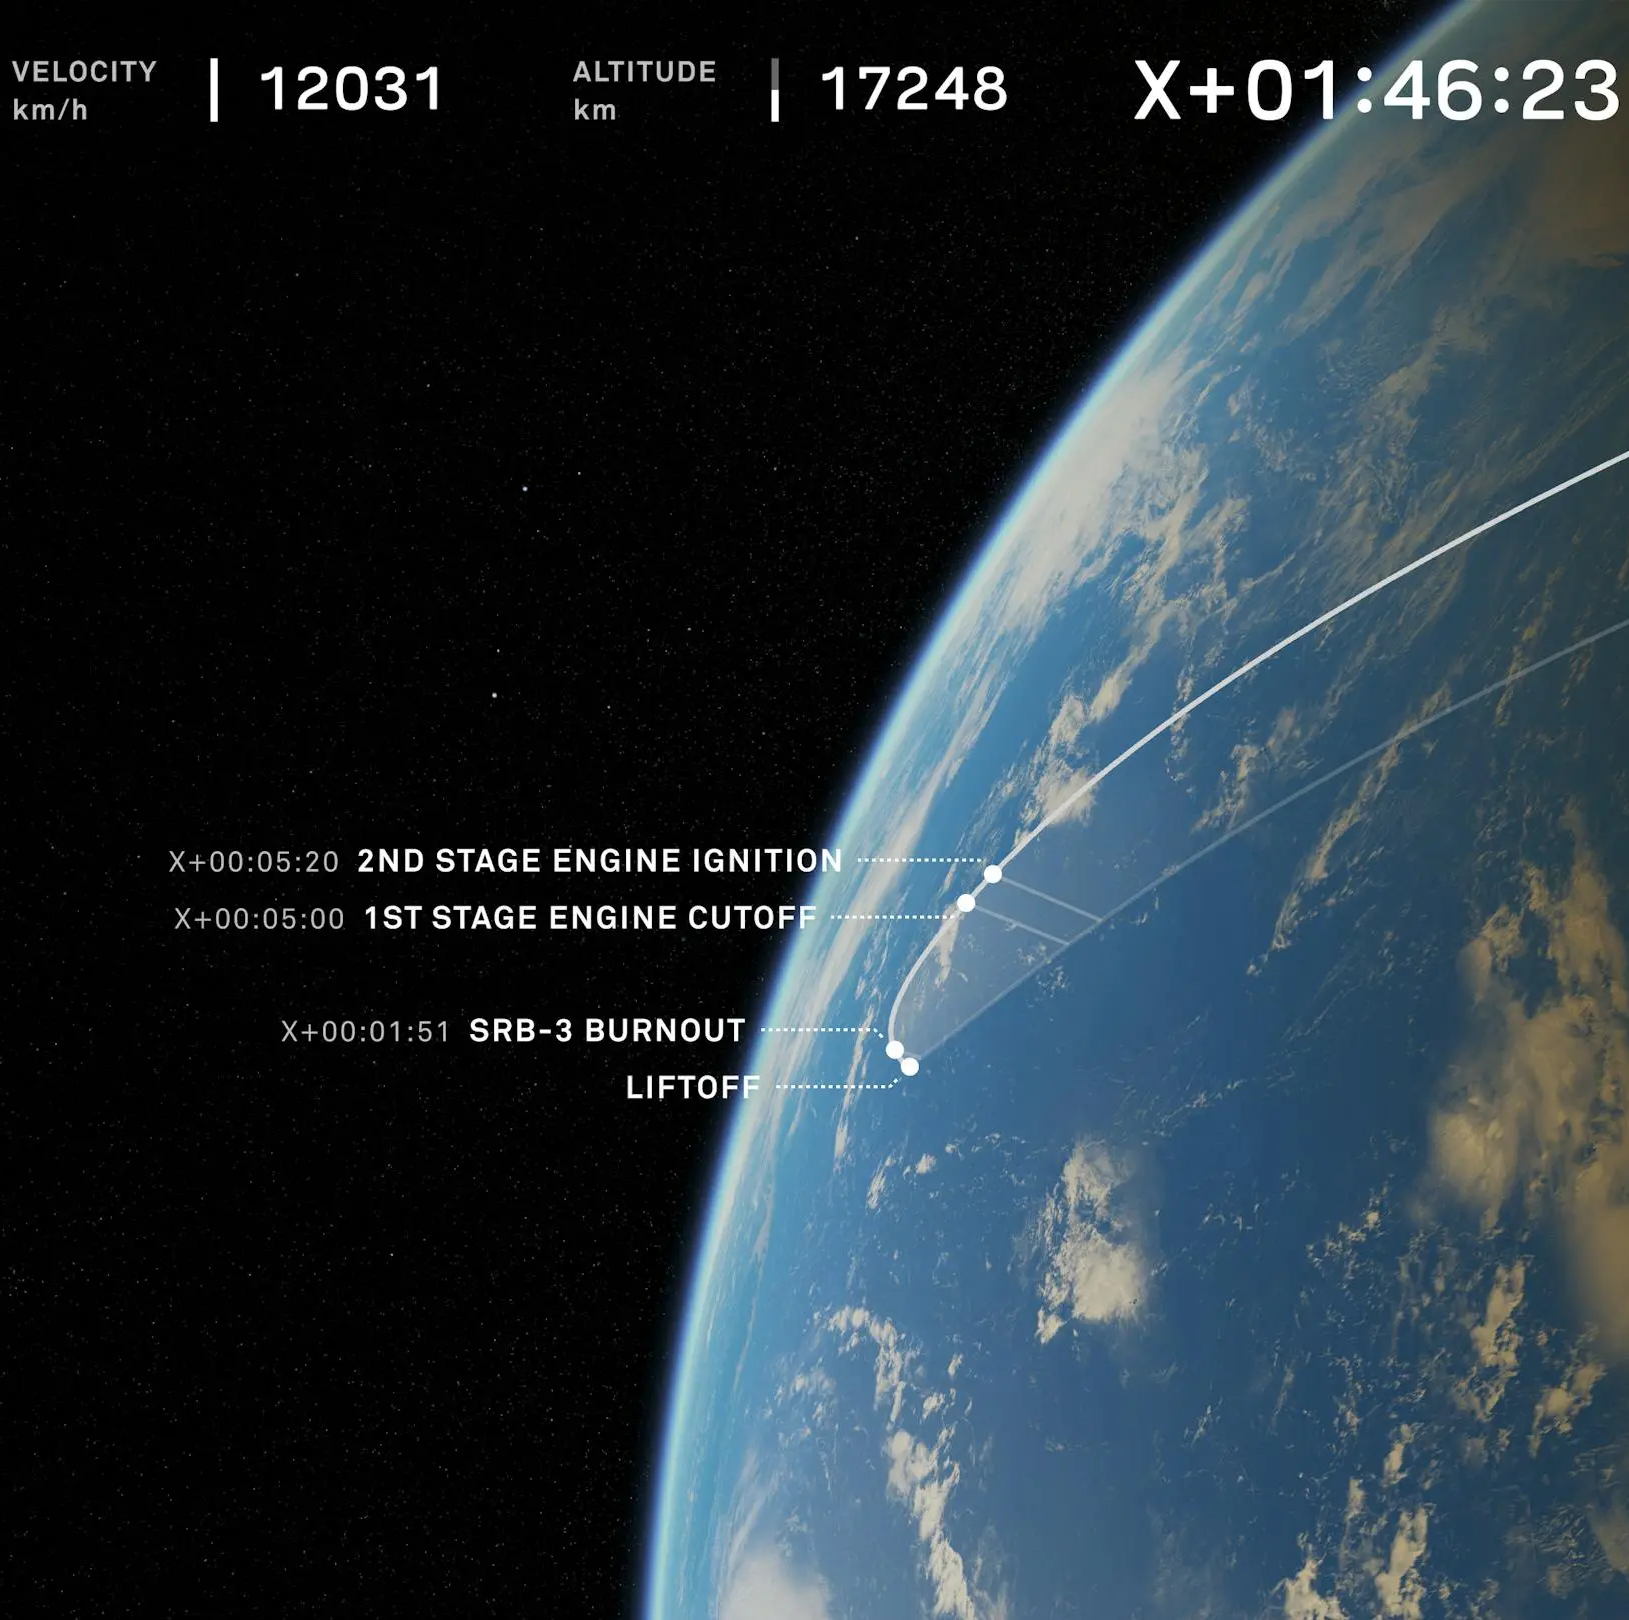 VELOCITY
km/h
12031
ALTITUDE
km
17248
X+01:46:23
X+00:05:20 2ND STAGE ENGINE IGNITION
X+00:05:00 1ST STAGE ENGINE CUTOFF
X+00:01:51 SRB-3 BURNOUT
LIFTOFF